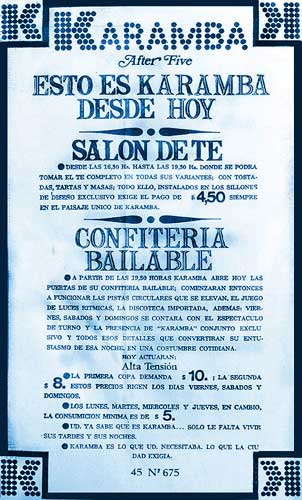 KARAMBA
After Five
ESTO ES KARAMBA
DESDE HOY
SALON DE TE
DESDE LAS 16,30 Hs. HASTA LAS 19,30 Hs. DONDE SE PODRA
TOMAR EL TE COMPLETO EN TODAS SUS VARIANTES; CON TOSTA-
DAS, TARTAS Y MASAS; TODO ELLO, INSTALADOS EN LOS SILLONES
DE DISEÑO EXCLUSIVO EXIGE EL PAGO DE $ 4,50 SIEMPRE
EN EL PAISAJE UNICO DE KARAMBA.
CONFITERIA
BAILABLE
A PARTIR DE LAS 19,30 HORAS KARAMBA ABRE HOY LAS
PUERTAS DE SU CONFITERIA BAILABLE; COMENZARAN ENTONCES
A FUNCIONAR LAS PISTAS CIRCULARES QUE SE ELEVAN, EL JUEGO
DE LUCES RITMICAS, LA DISCOTECA IMPORTADA, ADEMAS: VIER-
NES, SABADOS Y DOMINGOS SE CONTARA CON EL ESPECTACULO
DE TURNO Y LA PRESENCIA DE "KARAMBA" CONJUNTO EXCLU
SIVO Y TODOS ESOS DETALLES QUE CONVERTIRAN SU ENTU-
SIASMO DE ESA NOCHE, EN UNA COSTUMBRE COTIDIANA.
HOY ACTUARAN:
Alta Tensión
LA PRIMERA COPA DEMANDA $ 10. ; LA SEGUNDA
$ 8. ESTOS PRECIOS RIGEN LOS DIAS VIERNES, SABADOS Y
DOMINGOS.
LOS LUNES, MARTES, MIERCOLES Y JUEVES, EN CAMBIO,
LA CONSUMICION MINIMA ES DE $ 5.
UD. YA SABE QUE ES KARAMBA... SOLO LE FALTA VIVIR
SUS TARDES Y SUS NOCHES.
KARAMBA ES LO QUE UD. NECESITABA. LO QUE LA CIU
DAD EXIGIA.
45 Nº 675